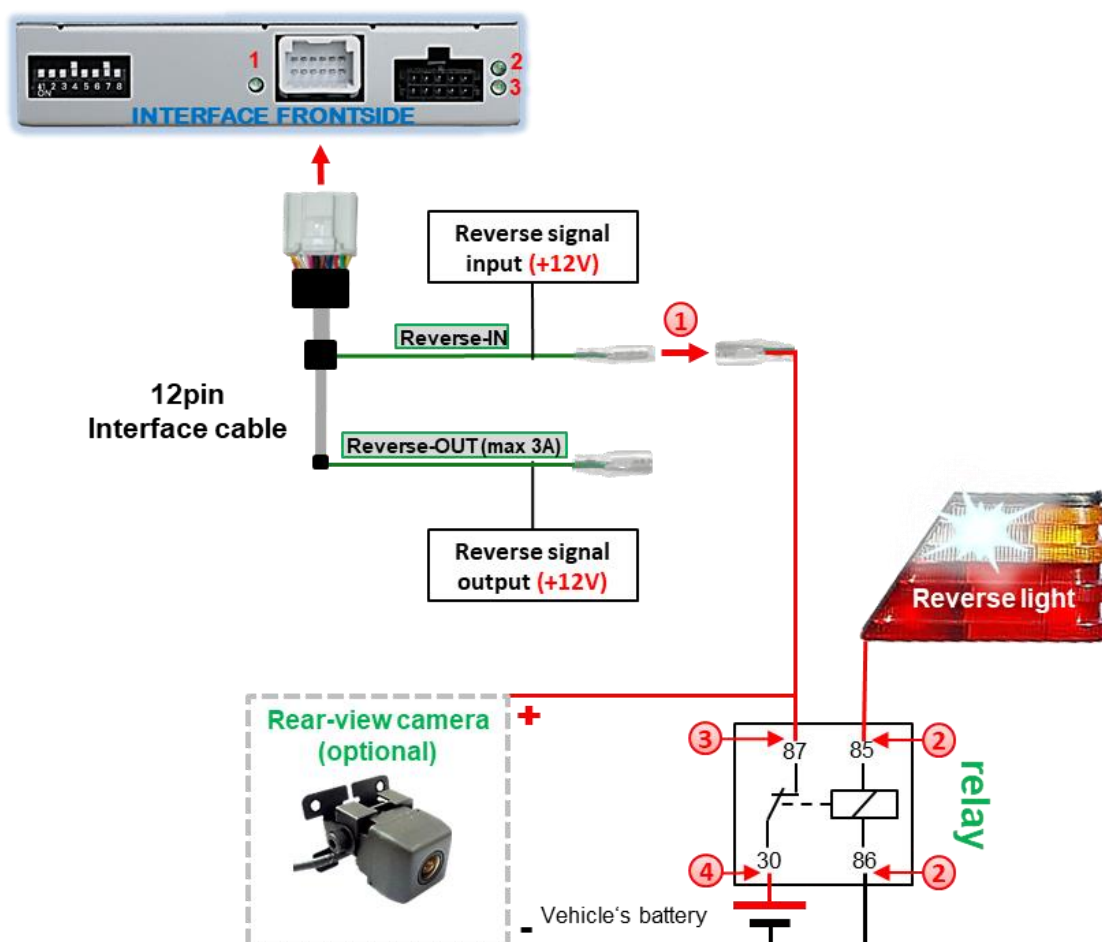 1
2
3
1 2 3 4 5 6 7 8
ON
INTERFACE FRONTSIDE
Reverse signal
input (+12V)
Reverse-IN
1
12pin
Interface cable
Reverse-OUT (max 3A)
Reverse signal
output (+12V)
Reverse light
Rear-view camera
(optional)
+
3
87
85
2
relay
4
30
86
2
- Vehicle‘s battery